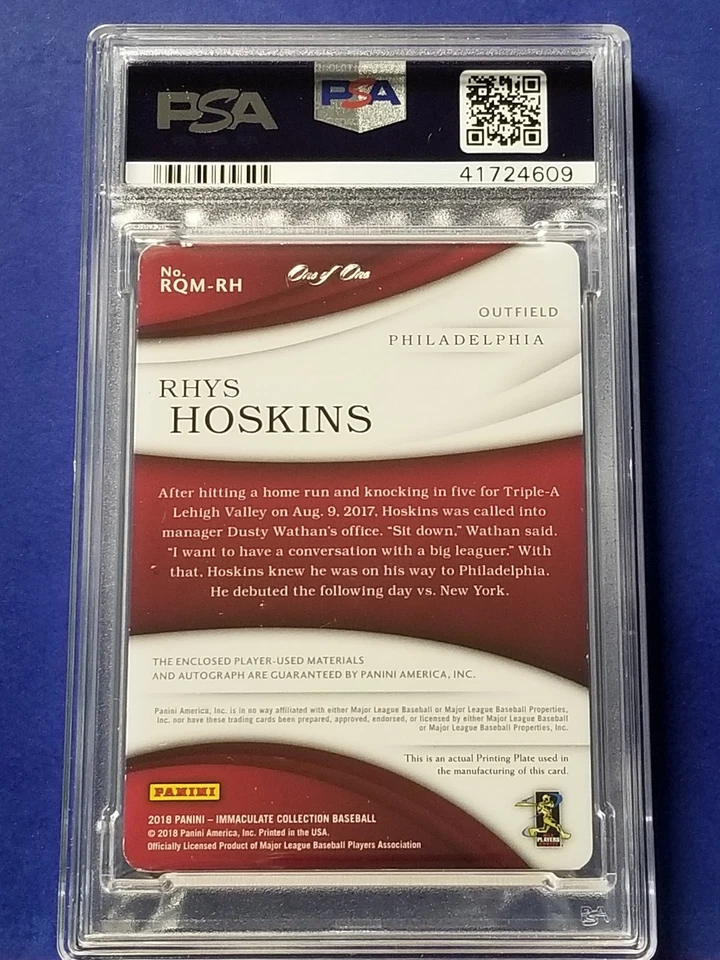 PSA
PSA
41724609
No.
RQM-RH
One of One
OUTFIELD
PHILADELPHIA
RHYS
HOSKINS
After hitting a home run and knocking in five for Triple-A
Lehigh Valley on Aug. 9, 2017, Hoskins was called into
manager Dusty Wathan's office. "Sit down," Wathan said.
"I want to have a conversation with a big leaguer." With
that, Hoskins knew he was on his way to Philadelphia.
He debuted the following day vs. New York.
THE ENCLOSED PLAYER-USED MATERIALS
AND AUTOGRAPH ARE GUARANTEED BY PANINI AMERICA, INC.
Panini America, Inc. is in no way affiliated with either Major League Baseball or Major League Baseball Properties,
Inc. nor have these trading cards been prepared, approved, endorsed, or licensed by either Major League Baseball
or Major League Baseball Properties, Inc.
This is an actual Printing Plate used in
the manufacturing of this card.
PANINI
2018 PANINI – IMMACULATE COLLECTION BASEBALL
© 2018 Panini America, Inc. Printed in the USA.
Officially Licensed Product of Major League Baseball Players Association
PLAYERS
PSA